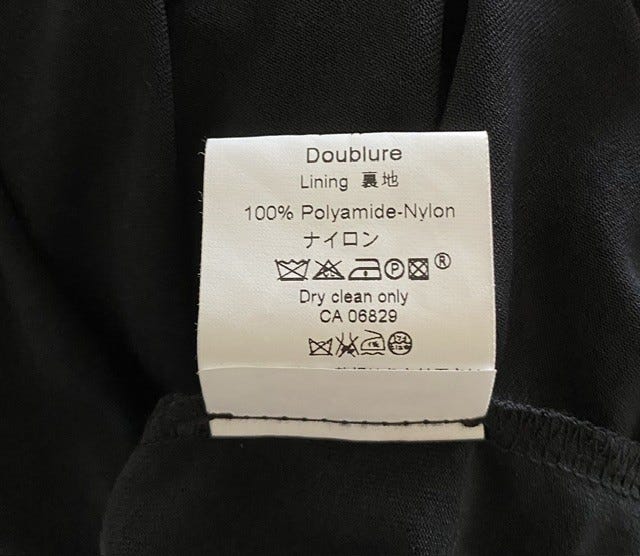 Doublure
Lining 裏地
100% Polyamide-Nylon
ナイロン
P ®
Dry clean only
CA 06829